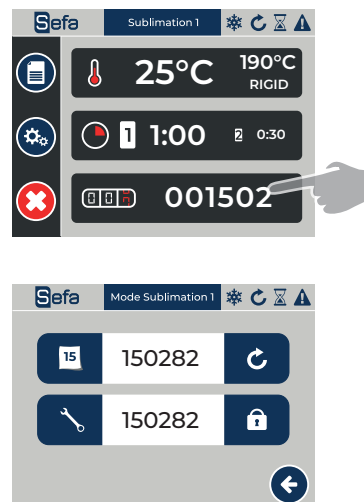 Sefa Sublimation 1
25°C 190°C
RIGID
1 1:00 2 0:30
001502
Sefa Mode Sublimation 1
15 150282
150282